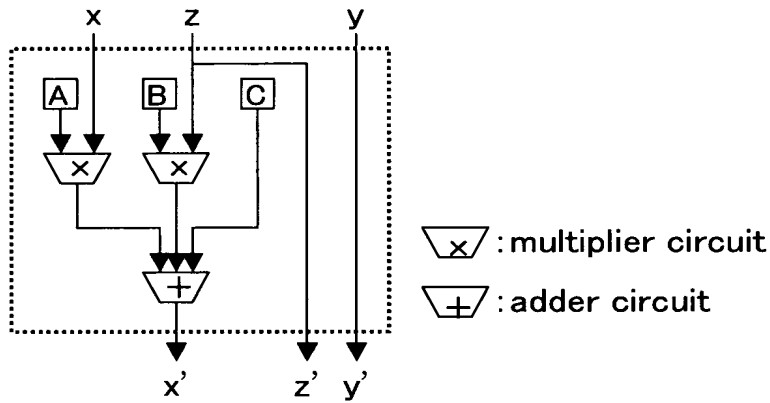 x z y
A B C
× ×
+
x' z' y'
× : multiplier circuit
+ : adder circuit